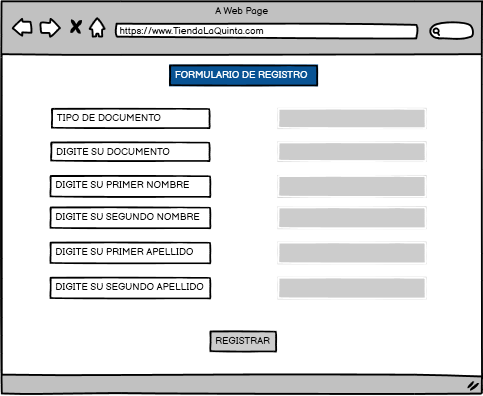 A Web Page
https://www.TiendaLaQuinta.com
FORMULARIO DE REGISTRO
TIPO DE DOCUMENTO
DIGITE SU DOCUMENTO
DIGITE SU PRIMER NOMBRE
DIGITE SU SEGUNDO NOMBRE
DIGITE SU PRIMER APELLIDO
DIGITE SU SEGUNDO APELLIDO
REGISTRAR